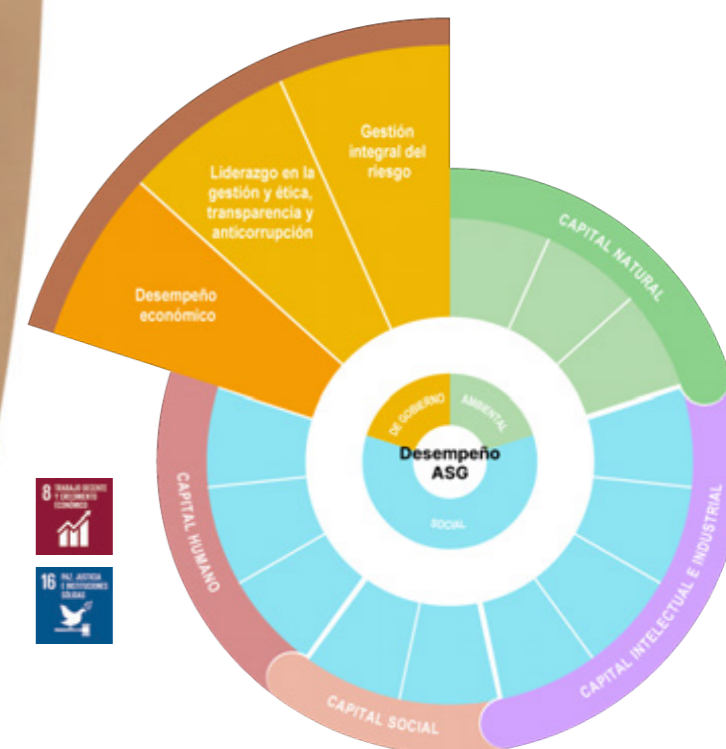 Gestión
integral del
riesgo
Liderazgo en la
gestión y ética,
transparencia y
anticorrupción
Desempeño
económico
CAPITAL NATURAL
DE GOBIERNO
AMBIENTAL
Desempeño
ASG
SOCIAL
CAPITAL HUMANO
CAPITAL SOCIAL
CAPITAL INTELECTUAL E INDUSTRIAL
8 TRABAJO DECENTE
Y CRECIMIENTO
ECONÓMICO
16 PAZ, JUSTICIA
E INSTITUCIONES
SÓLIDAS